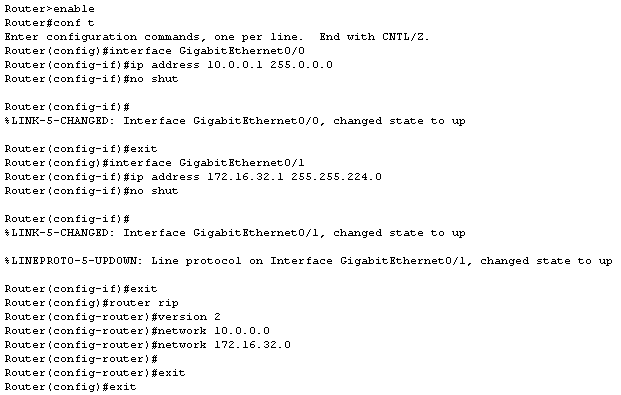 Router>enable
Router#conf t
Enter configuration commands, one per line.  End with CNTL/Z.
Router(config)#interface GigabitEthernet0/0
Router(config-if)#ip address 10.0.0.1 255.0.0.0
Router(config-if)#no shut
Router(config-if)#
%LINK-5-CHANGED: Interface GigabitEthernet0/0, changed state to up
Router(config-if)#exit
Router(config)#interface GigabitEthernet0/1
Router(config-if)#ip address 172.16.32.1 255.255.224.0
Router(config-if)#no shut
Router(config-if)#
%LINK-5-CHANGED: Interface GigabitEthernet0/1, changed state to up
%LINEPROTO-5-UPDOWN: Line protocol on Interface GigabitEthernet0/1, changed state to up
Router(config-if)#exit
Router(config)#router rip
Router(config-router)#version 2
Router(config-router)#network 10.0.0.0
Router(config-router)#network 172.16.32.0
Router(config-router)#
Router(config-router)#exit
Router(config)#exit